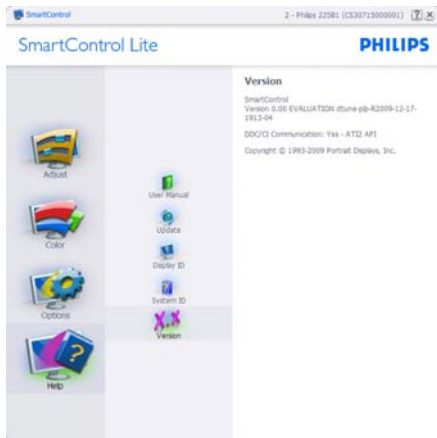 SmartControl
2 - Philips 225B1 (CS30715000001)
SmartControl Lite
PHILIPS
Adjust
Color
Options
Help
User Manual
Update
Display ID
System ID
Version
Version
SmartControl
Version 0.00 EVALUATION dtune-plp-R2009-12-17-
1913-04
DDC/CI Communication: Yes - ATI2 API
Copyright © 1993-2009 Portrait Displays, Inc.